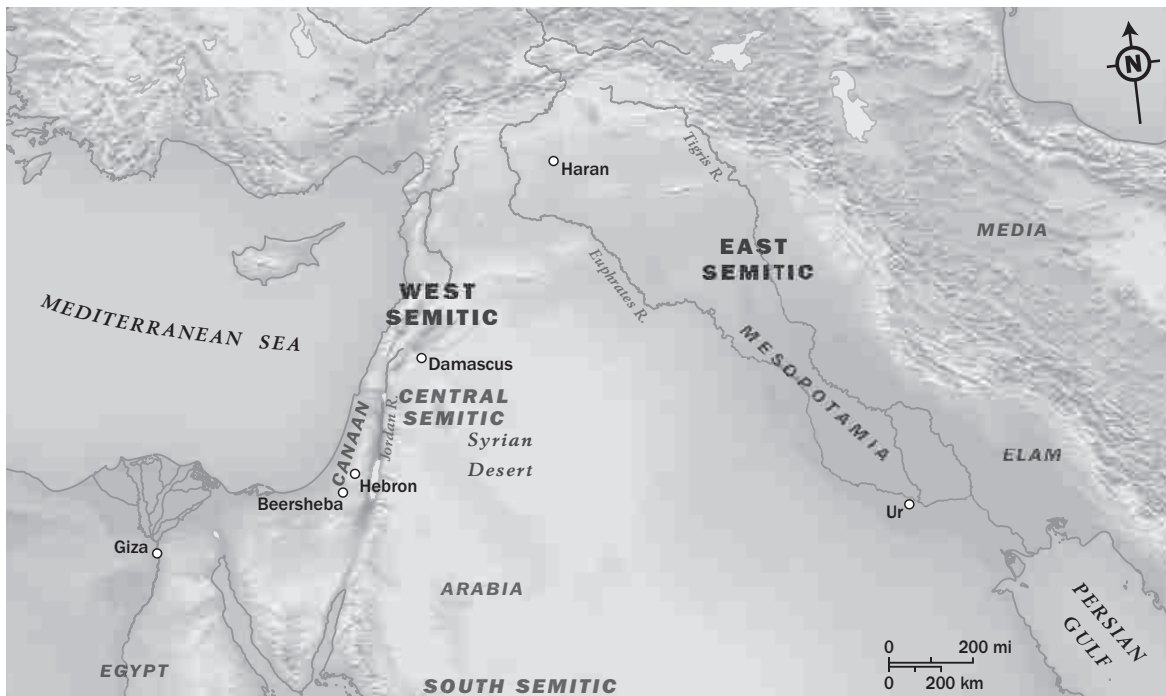 N
Haran
Tigris R.
EAST
SEMITIC
MEDIA
Euphrates R.
WEST
SEMITIC
MEDITERRANEAN SEA
MESOPOTAMIA
Damascus
CENTRAL
SEMITIC
CANAAN
Jordan R.
Syrian
Desert
ELAM
Hebron
Beersheba
Ur
Giza
ARABIA
PERSIAN
GULF
0 200 mi
0 200 km
EGYPT
SOUTH SEMITIC